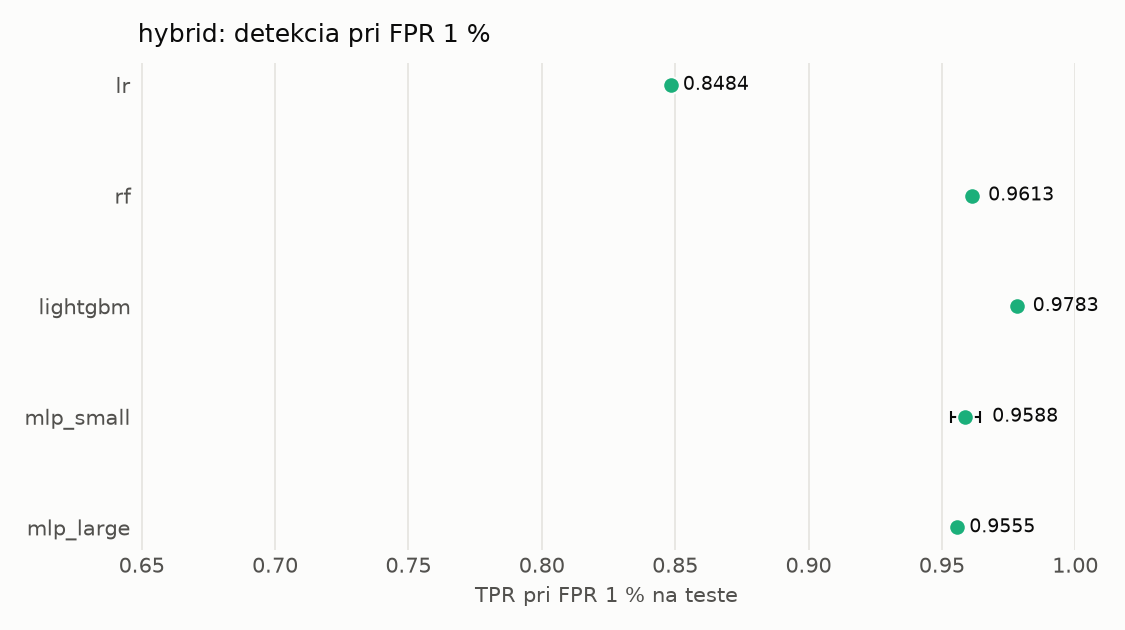 hybrid: detekcia pri FPR 1 %
lr
0.8484
rf
0.9613
lightgbm
0.9783
mlp_small
0.9588
mlp_large
0.9555
0.65 0.70 0.75 0.80 0.85 0.90 0.95 1.00
TPR pri FPR 1 % na teste